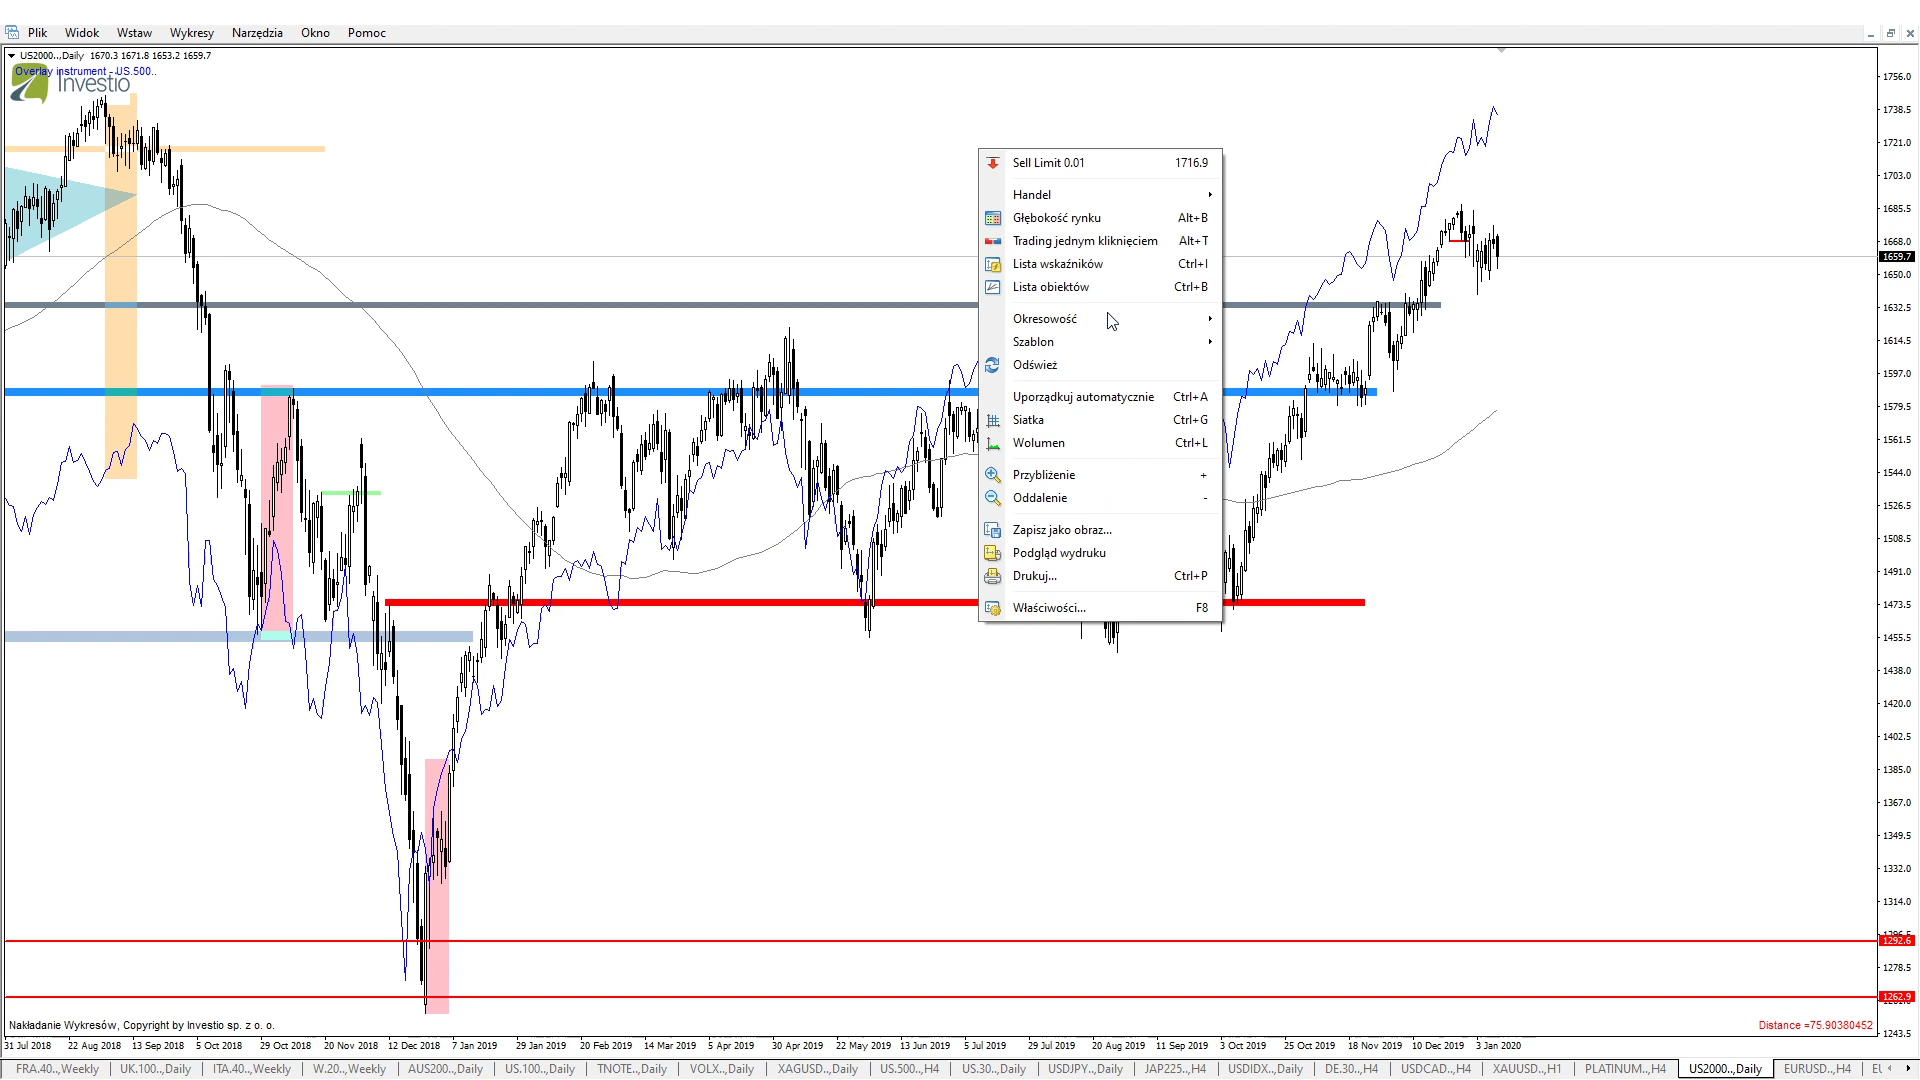 Plik Widok Wstaw Wykresy Narzędzia Okno Pomoc
US2000..,Daily 1670.3 1671.8 1653.2 1659.7
Overlay instrument - US.500..
Investio
Sell Limit 0.01 1716.9
Handel
Głębokość rynku Alt+B
Trading jednym kliknięciem Alt+T
Lista wskaźników Ctrl+I
Lista obiektów Ctrl+B
Okresowość
Szablon
Odśwież
Uporządkuj automatycznie Ctrl+A
Siatka Ctrl+G
Wolumen Ctrl+L
Przybliżenie +
Oddalenie -
Zapisz jako obraz...
Podgląd wydruku
Drukuj... Ctrl+P
Właściwości... F8
1756.0
1738.5
1721.0
1703.0
1685.5
1668.0
1659.7
1650.0
1632.5
1614.5
1597.0
1579.5
1561.5
1544.0
1526.5
1508.5
1491.0
1473.5
1455.5
1438.0
1420.0
1402.5
1385.0
1367.0
1349.5
1332.0
1314.0
1292.6
1278.5
1262.9
1243.5
Nakładanie Wykresów, Copyright by Investio sp. z o. o.
Distance =75.90380452
31 Jul 2018 22 Aug 2018 13 Sep 2018 5 Oct 2018 29 Oct 2018 20 Nov 2018 12 Dec 2018 7 Jan 2019 29 Jan 2019 20 Feb 2019 14 Mar 2019 5 Apr 2019 30 Apr 2019 22 May 2019 13 Jun 2019 5 Jul 2019 29 Jul 2019 20 Aug 2019 11 Sep 2019 3 Oct 2019 25 Oct 2019 18 Nov 2019 10 Dec 2019 3 Jan 2020
FRA.40..,Weekly UK.100..,Daily ITA.40..,Weekly W.20..,Weekly AUS200..,Daily US.100..,Daily TNOTE..,Daily VOLX..,Daily XAGUSD..,Daily US.500..,H4 US.30..,Daily USDJPY..,Daily JAP225..,H4 USDIDX..,Daily DE.30..,H4 USDCAD..,H4 XAUUSD..,H1 PLATINUM..,H4 US2000..,Daily EURUSD..,H4